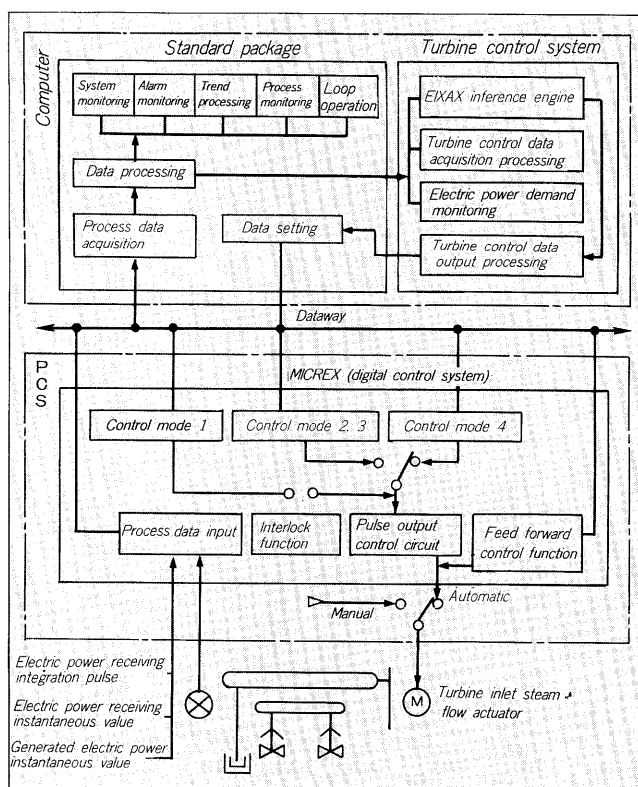 Computer
Standard package
Turbine control system
System
monitoring
Alarm
monitoring
Trend
processing
Process
monitoring
Loop
operation
EIXAX inference engine
Turbine control data
acquisition processing
Data processing
Electric power demand
monitoring
Process data
acquisition
Data setting
Turbine control data
output processing
Dataway
PCS
MICREX (digital control system)
Control mode 1
Control mode 2. 3
Control mode 4
Process data input
Interlock
function
Pulse output
control circuit
Feed forward
control function
Manual
Automatic
Electric power receiving
integration pulse
Electric power receiving
instantaneous value
Generated electric power
instantaneous value
M
Turbine inlet steam
flow actuator